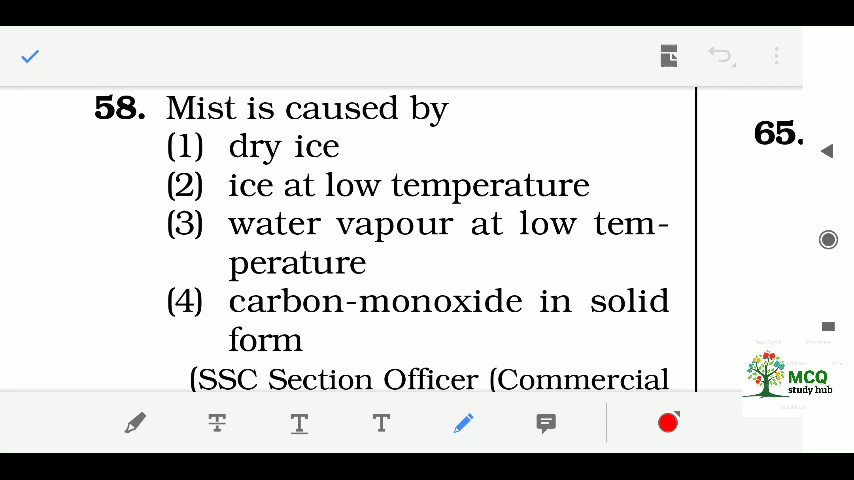 58. Mist is caused by
(1) dry ice
(2) ice at low temperature
(3) water vapour at low tem-
perature
(4) carbon-monoxide in solid
form
(SSC Section Officer (Commercial
65.
T T T
MCQ
study hub